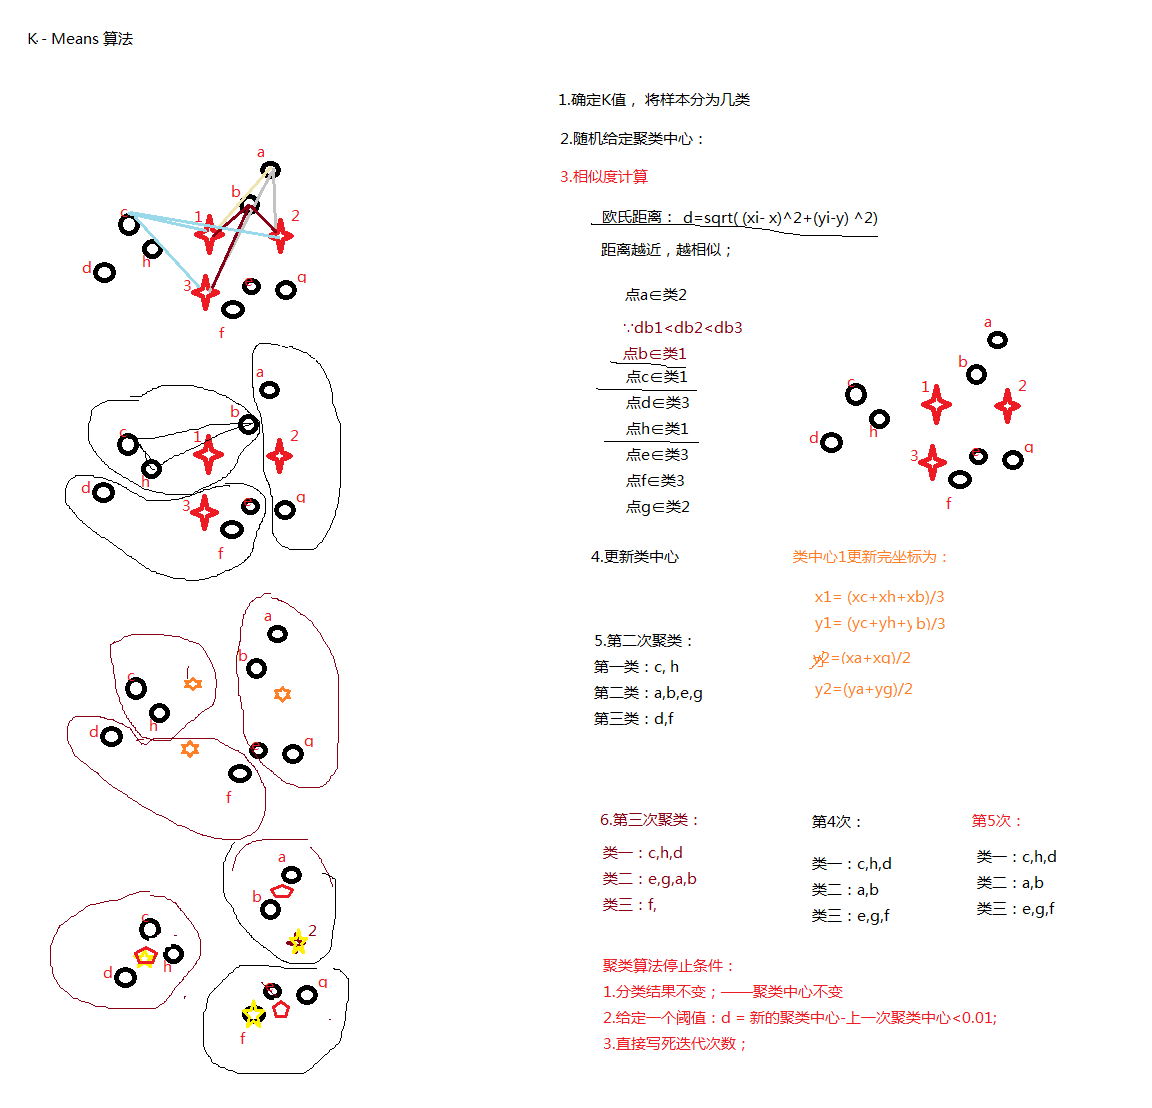 K - Means 算法
1.确定K值，将样本分为几类
2.随机给定聚类中心：
3.相似度计算
欧氏距离： d=sqrt( (xi- x)^2+(yi-y) ^2)
距离越近，越相似；
点a∈类2
∵db1<db2<db3
点b∈类1
点c∈类1
点d∈类3
点h∈类1
点e∈类3
点f∈类3
点g∈类2
a
b
c
1
2
h
d
3
e
g
f
a
b
c
1
2
h
d
3
e
g
f
a
b
c
1
2
h
d
3
e
g
f
4.更新类中心
类中心1更新完坐标为：
x1= (xc+xh+xb)/3
y1= (yc+yh+y b)/3
x2=(xa+xg)/2
y2=(ya+yg)/2
5.第二次聚类：
第一类：c, h
第二类：a,b,e,g
第三类：d,f
a
b
c
h
d
e
g
f
6.第三次聚类：
类一：c,h,d
类二：e,g,a,b
类三：f,
第4次：
类一：c,h,d
类二：a,b
类三：e,g,f
第5次：
类一：c,h,d
类二：a,b
类三：e,g,f
a
b
c
2
h
d
e
g
f
聚类算法停止条件：
1.分类结果不变；——聚类中心不变
2.给定一个阈值：d = 新的聚类中心-上一次聚类中心<0.01;
3.直接写死迭代次数；